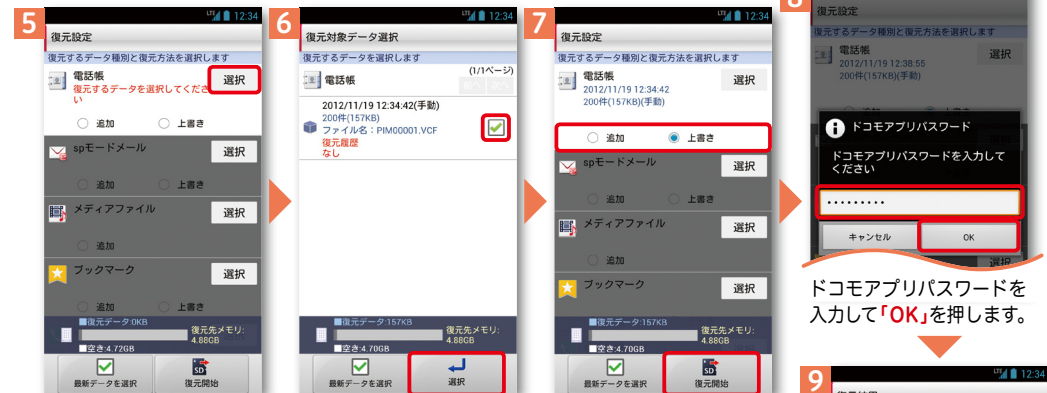 5
LTE 12:34
復元設定
復元するデータ種別と復元方法を選択します
電話帳
復元するデータを選択してくださ
い
選択
追加 上書き
spモードメール
選択
追加 上書き
メディアファイル
選択
追加
ブックマーク
選択
追加 上書き
■復元データ:0KB
復元先メモリ:
4.88GB
■空き:4.72GB
最新データを選択 復元開始
6
LTE 12:34
復元対象データ選択
復元するデータを選択します
電話帳
(1/1ページ)
前へ 次へ
2012/11/19 12:34:42(手動)
200件(157KB)
ファイル名：PIM00001.VCF
復元履歴
なし
■復元データ:157KB
復元先メモリ:
4.88GB
■空き:4.70GB
最新データを選択 選択
7
LTE 12:34
復元設定
復元するデータ種別と復元方法を選択します
電話帳
2012/11/19 12:34:42
200件(157KB)(手動)
選択
追加 上書き
spモードメール
選択
追加 上書き
メディアファイル
選択
追加
ブックマーク
選択
■復元データ:157KB
復元先メモリ:
4.88GB
■空き:4.70GB
最新データを選択 復元開始
8
復元設定
復元するデータ種別と復元方法を選択します
電話帳
2012/11/19 12:38:55
200件(157KB)(手動)
選択
ドコモアプリパスワード
ドコモアプリパスワードを入力して
ください
•••••••••
キャンセル OK
選択
ドコモアプリパスワードを
入力して「OK」を押します。
9
LTE 12:34